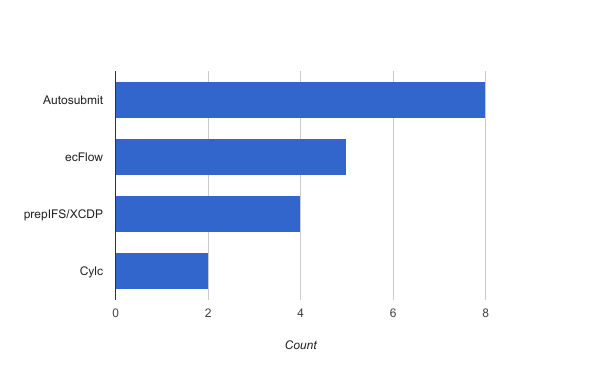 Autosubmit
ecFlow
prepIFS/XCDP
Cylc
0 2 4 6 8
Count